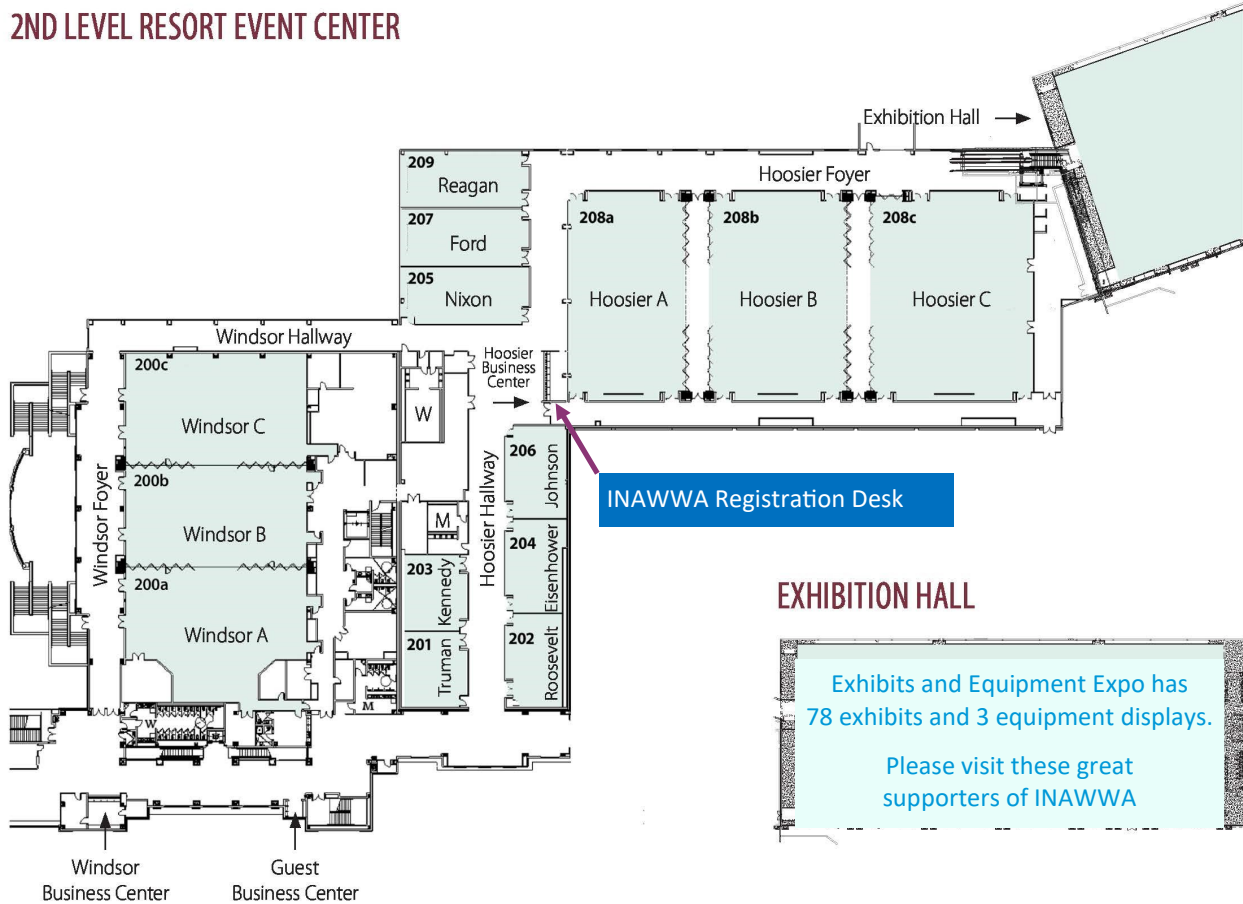 2ND LEVEL RESORT EVENT CENTER
Exhibition Hall
Hoosier Foyer
209
Reagan
207
Ford
205
Nixon
208a
Hoosier A
208b
Hoosier B
208c
Hoosier C
Windsor Hallway
Hoosier
Business
Center
200c
Windsor C
200b
Windsor B
200a
Windsor A
Windsor Foyer
W
M
Hoosier Hallway
206
Johnson
204
Eisenhower
202
Roosevelt
203
Kennedy
201
Truman
INAWWA Registration Desk
W
M
Windsor
Business Center
Guest
Business Center
EXHIBITION HALL
Exhibits and Equipment Expo has
78 exhibits and 3 equipment displays.
Please visit these great
supporters of INAWWA